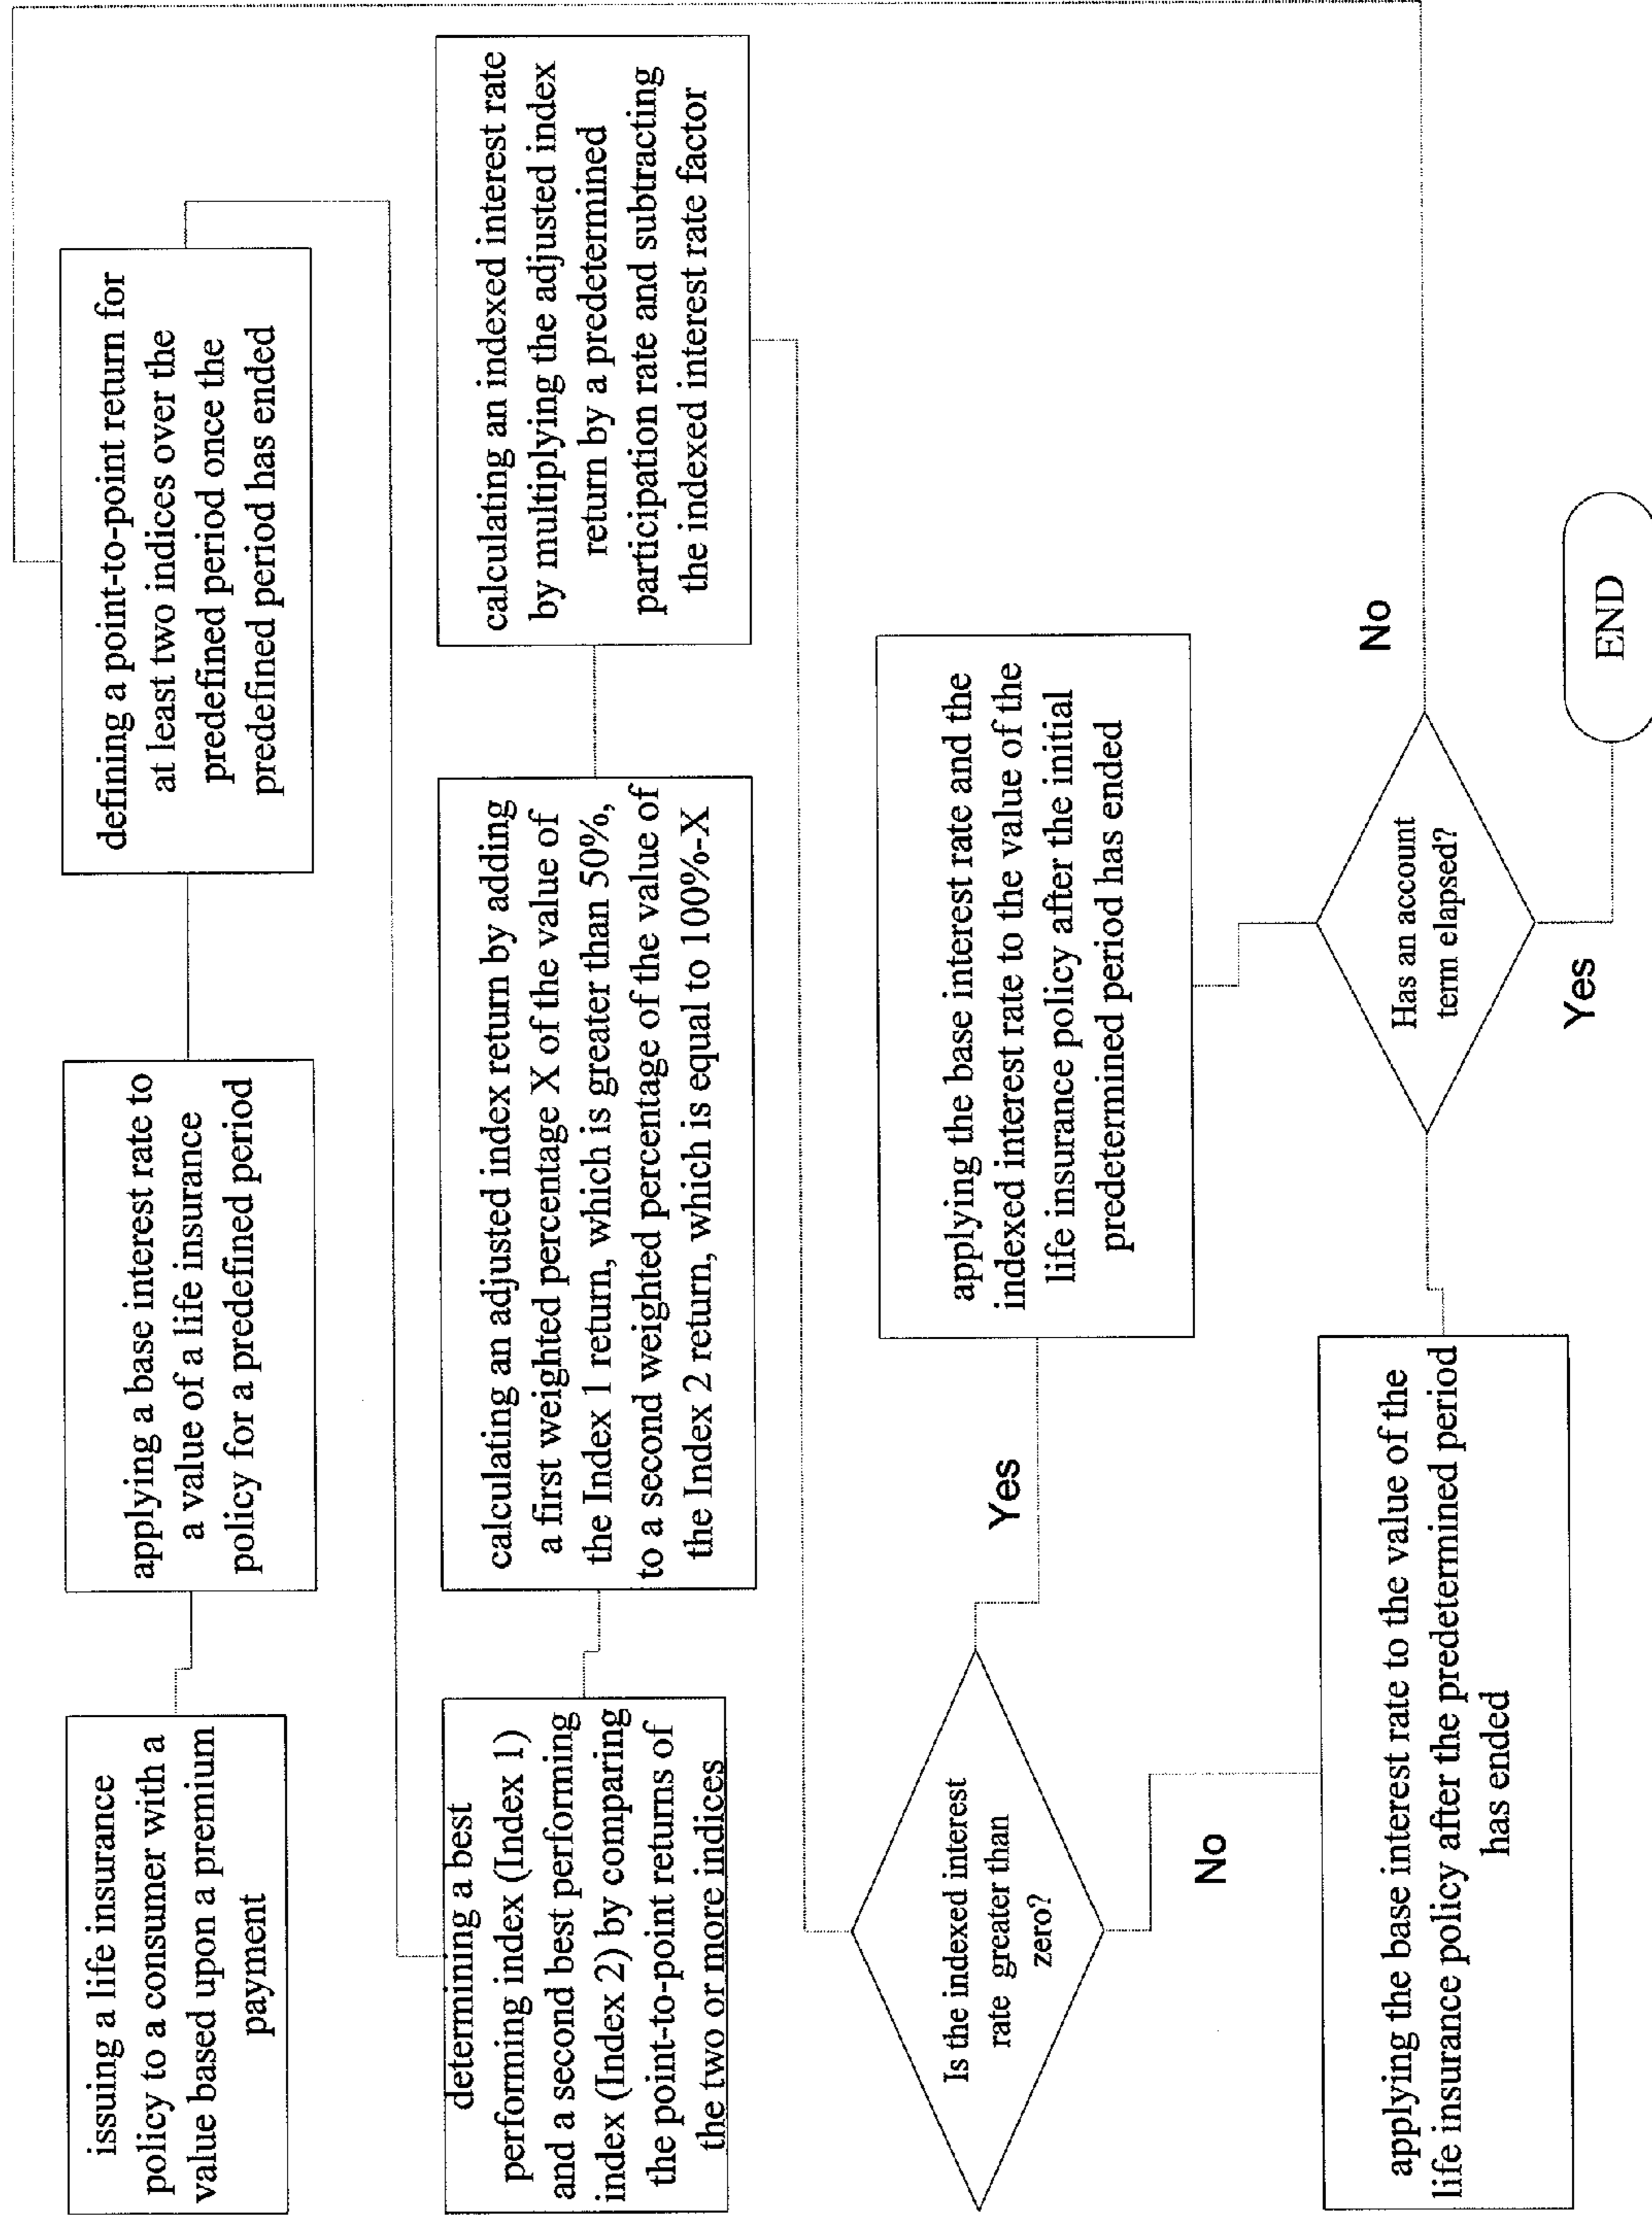 issuing a life insurance
policy to a consumer with a
value based upon a premium
payment
applying a base interest rate to
a value of a life insurance
policy for a predefined period
defining a point-to-point return for
at least two indices over the
predefined period once the
predefined period has ended
determining a best
performing index (Index 1)
and a second best performing
index (Index 2) by comparing
the point-to-point returns of
the two or more indices
calculating an adjusted index return by adding
a first weighted percentage X of the value of
the Index 1 return, which is greater than 50%,
to a second weighted percentage of the value of
the Index 2 return, which is equal to 100%-X
calculating an indexed interest rate
by multiplying the adjusted index
return by a predetermined
participation rate and subtracting
the indexed interest rate factor
Is the indexed interest
rate greater than
zero?
Yes
applying the base interest rate and the
indexed interest rate to the value of the
life insurance policy after the initial
predetermined period has ended
No
applying the base interest rate to the value of the
life insurance policy after the predetermined period
has ended
Has an account
term elapsed?
No
Yes
END